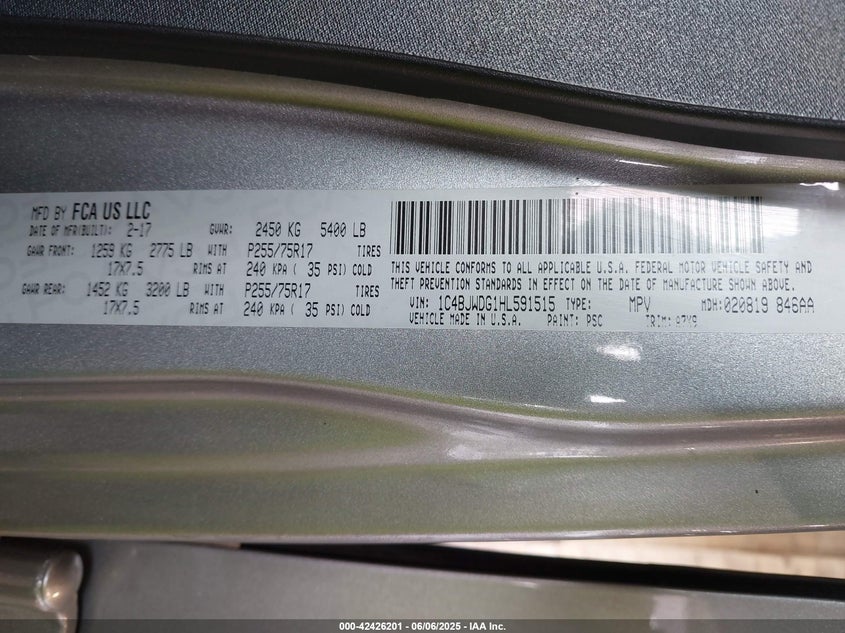 MFD BY FCA US LLC
DATE OF MFR(BUILT): 2-17 GVWR: 2450 KG 5400 LB
GAWR FRONT: 1259 KG 2775 LB WITH P255/75R17 TIRES
17X7.5 RIMS AT 240 KPA ( 35 PSI) COLD
GAWR REAR: 1452 KG 3200 LB WITH P255/75R17 TIRES
17X7.5 RIMS AT 240 KPA ( 35 PSI) COLD
THIS VEHICLE CONFORMS TO ALL APPLICABLE U.S.A. FEDERAL MOTOR VEHICLE SAFETY AND
THEFT PREVENTION STANDARDS IN EFFECT ON THE DATE OF MANUFACTURE SHOWN ABOVE.
VIN: 1C4BJWDG1HL591515 TYPE: MPV MDH:020819 848AA
VEHICLE MADE IN U.S.A. PAINT: PSC TRIM:
000-42426201 - 06/06/2025 - IAA Inc.